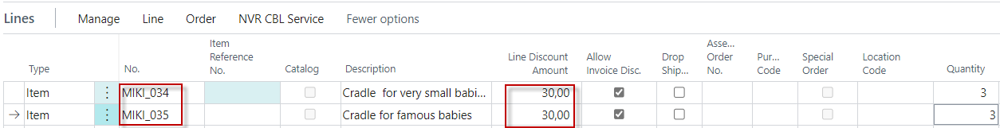 Lines Manage Line Order NVR CBL Service Fewer options
Item Asse...
Reference Line Discount Allow Drop Order Pur... Special Location
Type No. No. Catalog Description Amount Invoice Disc. Ship... No. Code Order Code Quantity
Item MIKI_034 Cradle for very small babi... 30,00 3
Item MIKI_035 Cradle for famous babies 30,00 3